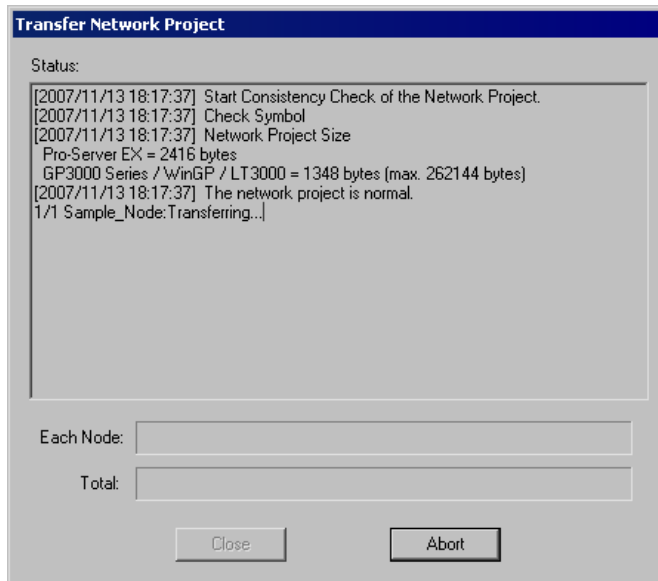 Transfer Network Project
Status:
[2007/11/13 18:17:37] Start Consistency Check of the Network Project.
[2007/11/13 18:17:37] Check Symbol
[2007/11/13 18:17:37] Network Project Size
Pro-Server EX = 2416 bytes
GP3000 Series / WinGP / LT3000 = 1348 bytes (max. 262144 bytes)
[2007/11/13 18:17:37] The network project is normal.
1/1 Sample_Node:Transferring...
Each Node:
Total:
Close Abort